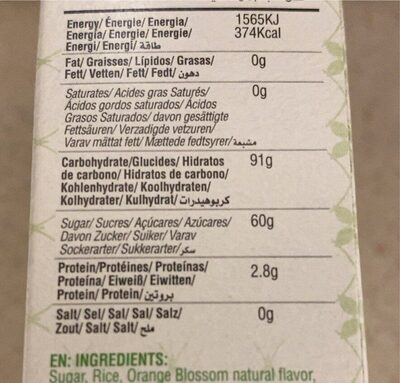 Energy/ Énergie/ Energia/ 1565KJ
Energía/ Energie/ Energie/ 374Kcal
Energi/ Energi/ طاقة/
Fat/ Graisses/ Lípidos/ Grasas/ 0g
Fett/ Vetten/ Fett/ Fedt/ دهون/
Saturates/ Acides gras Saturés/ 0g
Ácidos gordos saturados/ Ácidos
Grasos Saturados/ davon gesättigte
Fettsäuren/ Verzadigde vetzuren/
Varav mättat fett/ Mættede fedtsyrer/مشبعة/
Carbohydrate/Glucides/ Hidratos 91g
de carbono/ Hidratos de carbono/
Kohlenhydrate/ Koolhydraten/
Kolhydrater/ Kulhydrat/ كربوهيدرات/
Sugar/ Sucres/ Açúcares/ Azúcares/ 60g
Davon Zucker/ Suiker/ Varav
Sockerarter/ Sukkerarter/سكر/
Protein/Protéines/ Proteínas/ 2.8g
Proteína/ Eiweiß/ Eiwitten/
Protein/ Protein/بروتين/
Salt/ Sel/ Sal/ Sal/ Salz/ 0g
Zout/ Salt/ Salt/ ملح/
EN: INGREDIENTS:
Sugar, Rice, Orange Blossom natural flavor,